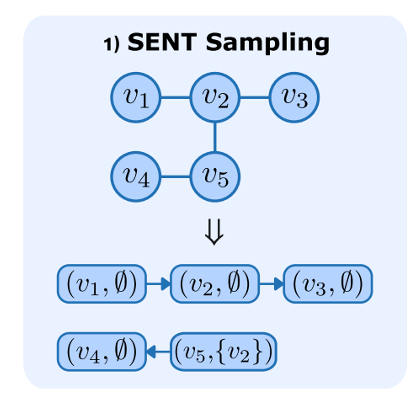 1) SENT Sampling
v₁ v₂ v₃
v₄ v₅
⇓
(v₁, ∅) (v₂, ∅) (v₃, ∅)
(v₄, ∅) (v₅,{v₂})